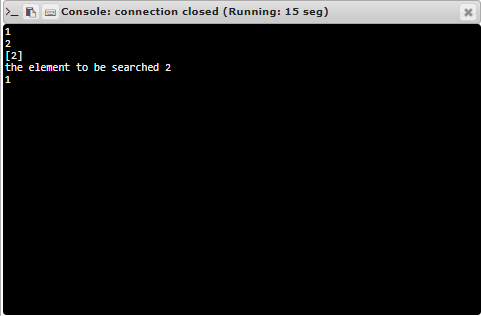 Console: connection closed (Running: 15 seg)
1
2
[2]
the element to be searched 2
1